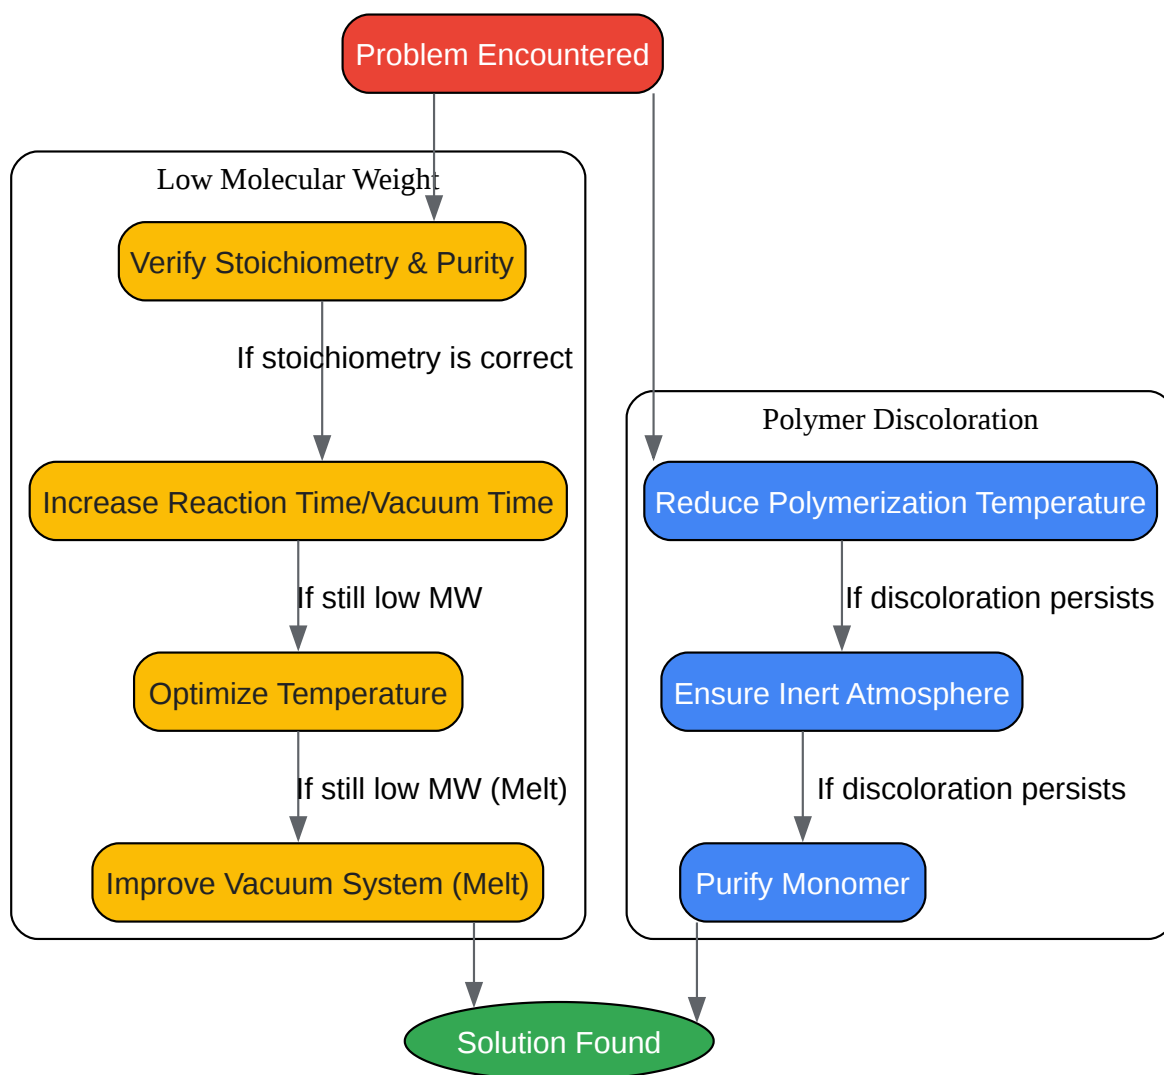 Problem Encountered
Low Molecular Weight
Verify Stoichiometry & Purity
If stoichiometry is correct
Increase Reaction Time/Vacuum Time
If still low MW
Optimize Temperature
If still low MW (Melt)
Improve Vacuum System (Melt)
Polymer Discoloration
Reduce Polymerization Temperature
If discoloration persists
Ensure Inert Atmosphere
If discoloration persists
Purify Monomer
Solution Found